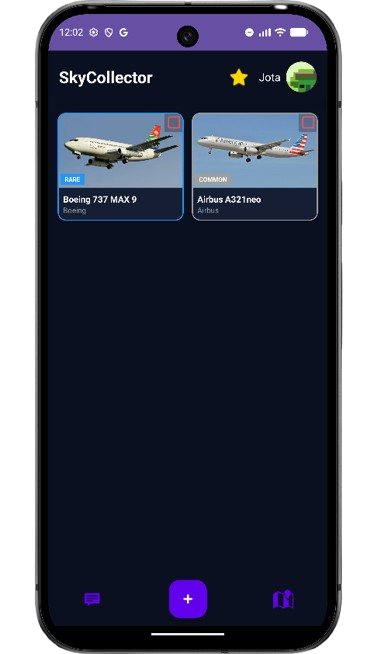 12:02
SkyCollector
Jota
RARE
COMMON
Boeing 737 MAX 9
Boeing
Airbus A321neo
Airbus
+